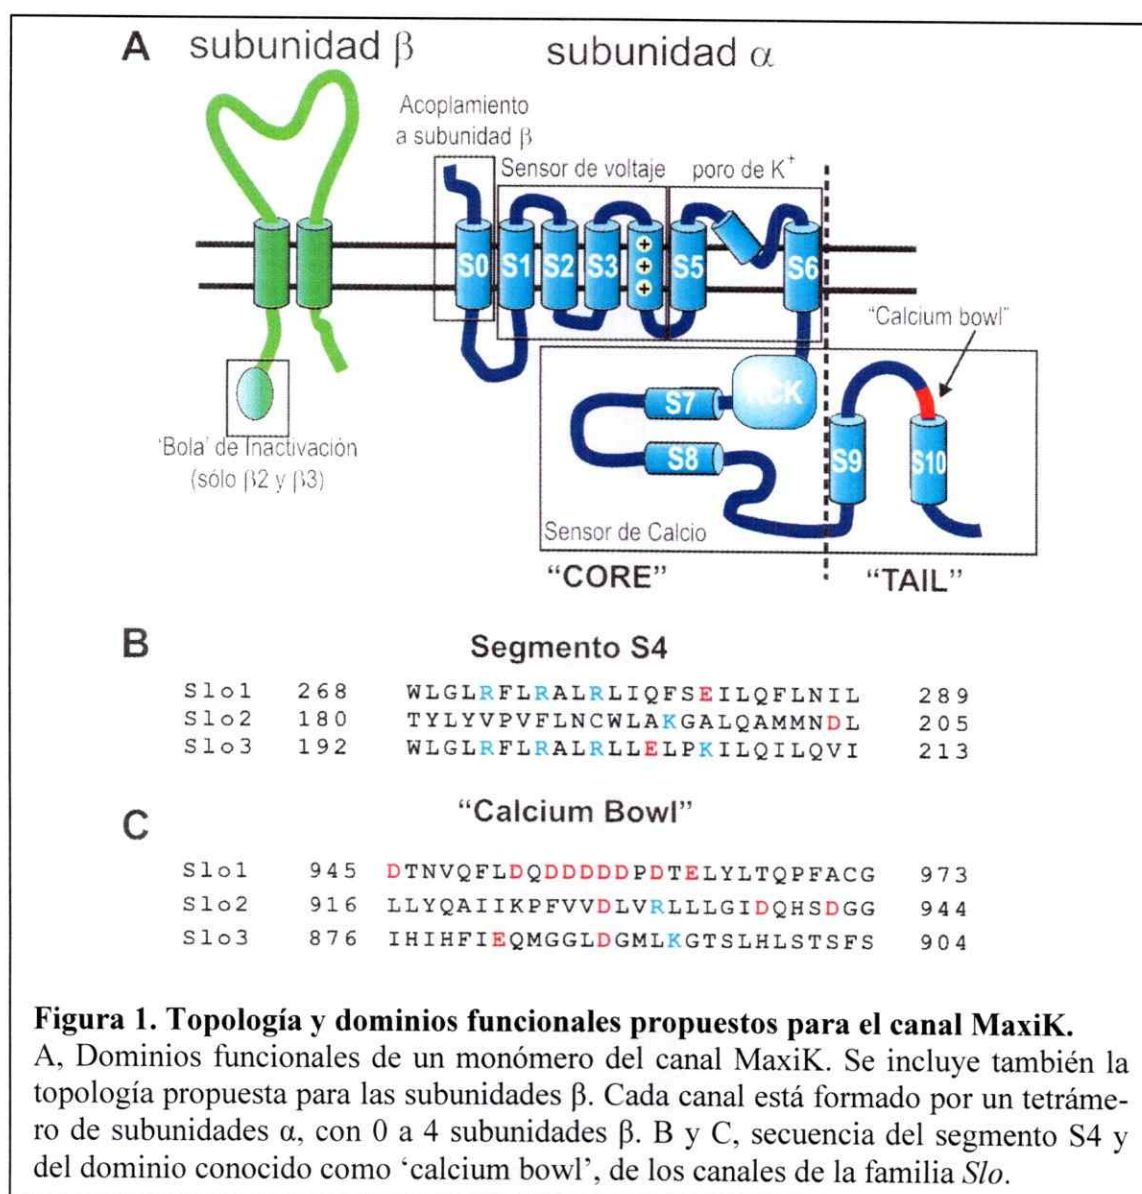 A subunidad β subunidad α
Acoplamiento
a subunidad β
Sensor de voltaje poro de K+
S0 S1 S2 S3 + + + S5 S6
"Calcium bowl"
RCK
S7
S8 S9 S10
'Bola' de Inactivación
(sólo β2 y β3)
Sensor de Calcio
"CORE" "TAIL"
B Segmento S4
Slo1 268 WLGLRFLRALRLIQFSEILQFLNIL 289
Slo2 180 TYLYVPVFLNCWLAKGALQAMMNDL 205
Slo3 192 WLGLRFLRALRLLELPKILQILQVI 213
C "Calcium Bowl"
Slo1 945 DTNVQFLDQDDDDDPDTELYLTQPFACG 973
Slo2 916 LLYQAIIKPFVVDLVRLLLGIDQHSDGG 944
Slo3 876 IHIHFIEQMGGLDGMLKGTSLHLSTSFS 904
Figura 1. Topología y dominios funcionales propuestos para el canal MaxiK.
A, Dominios funcionales de un monómero del canal MaxiK. Se incluye también la
topología propuesta para las subunidades β. Cada canal está formado por un tetráme-
ro de subunidades α, con 0 a 4 subunidades β. B y C, secuencia del segmento S4 y
del dominio conocido como 'calcium bowl', de los canales de la familia Slo.